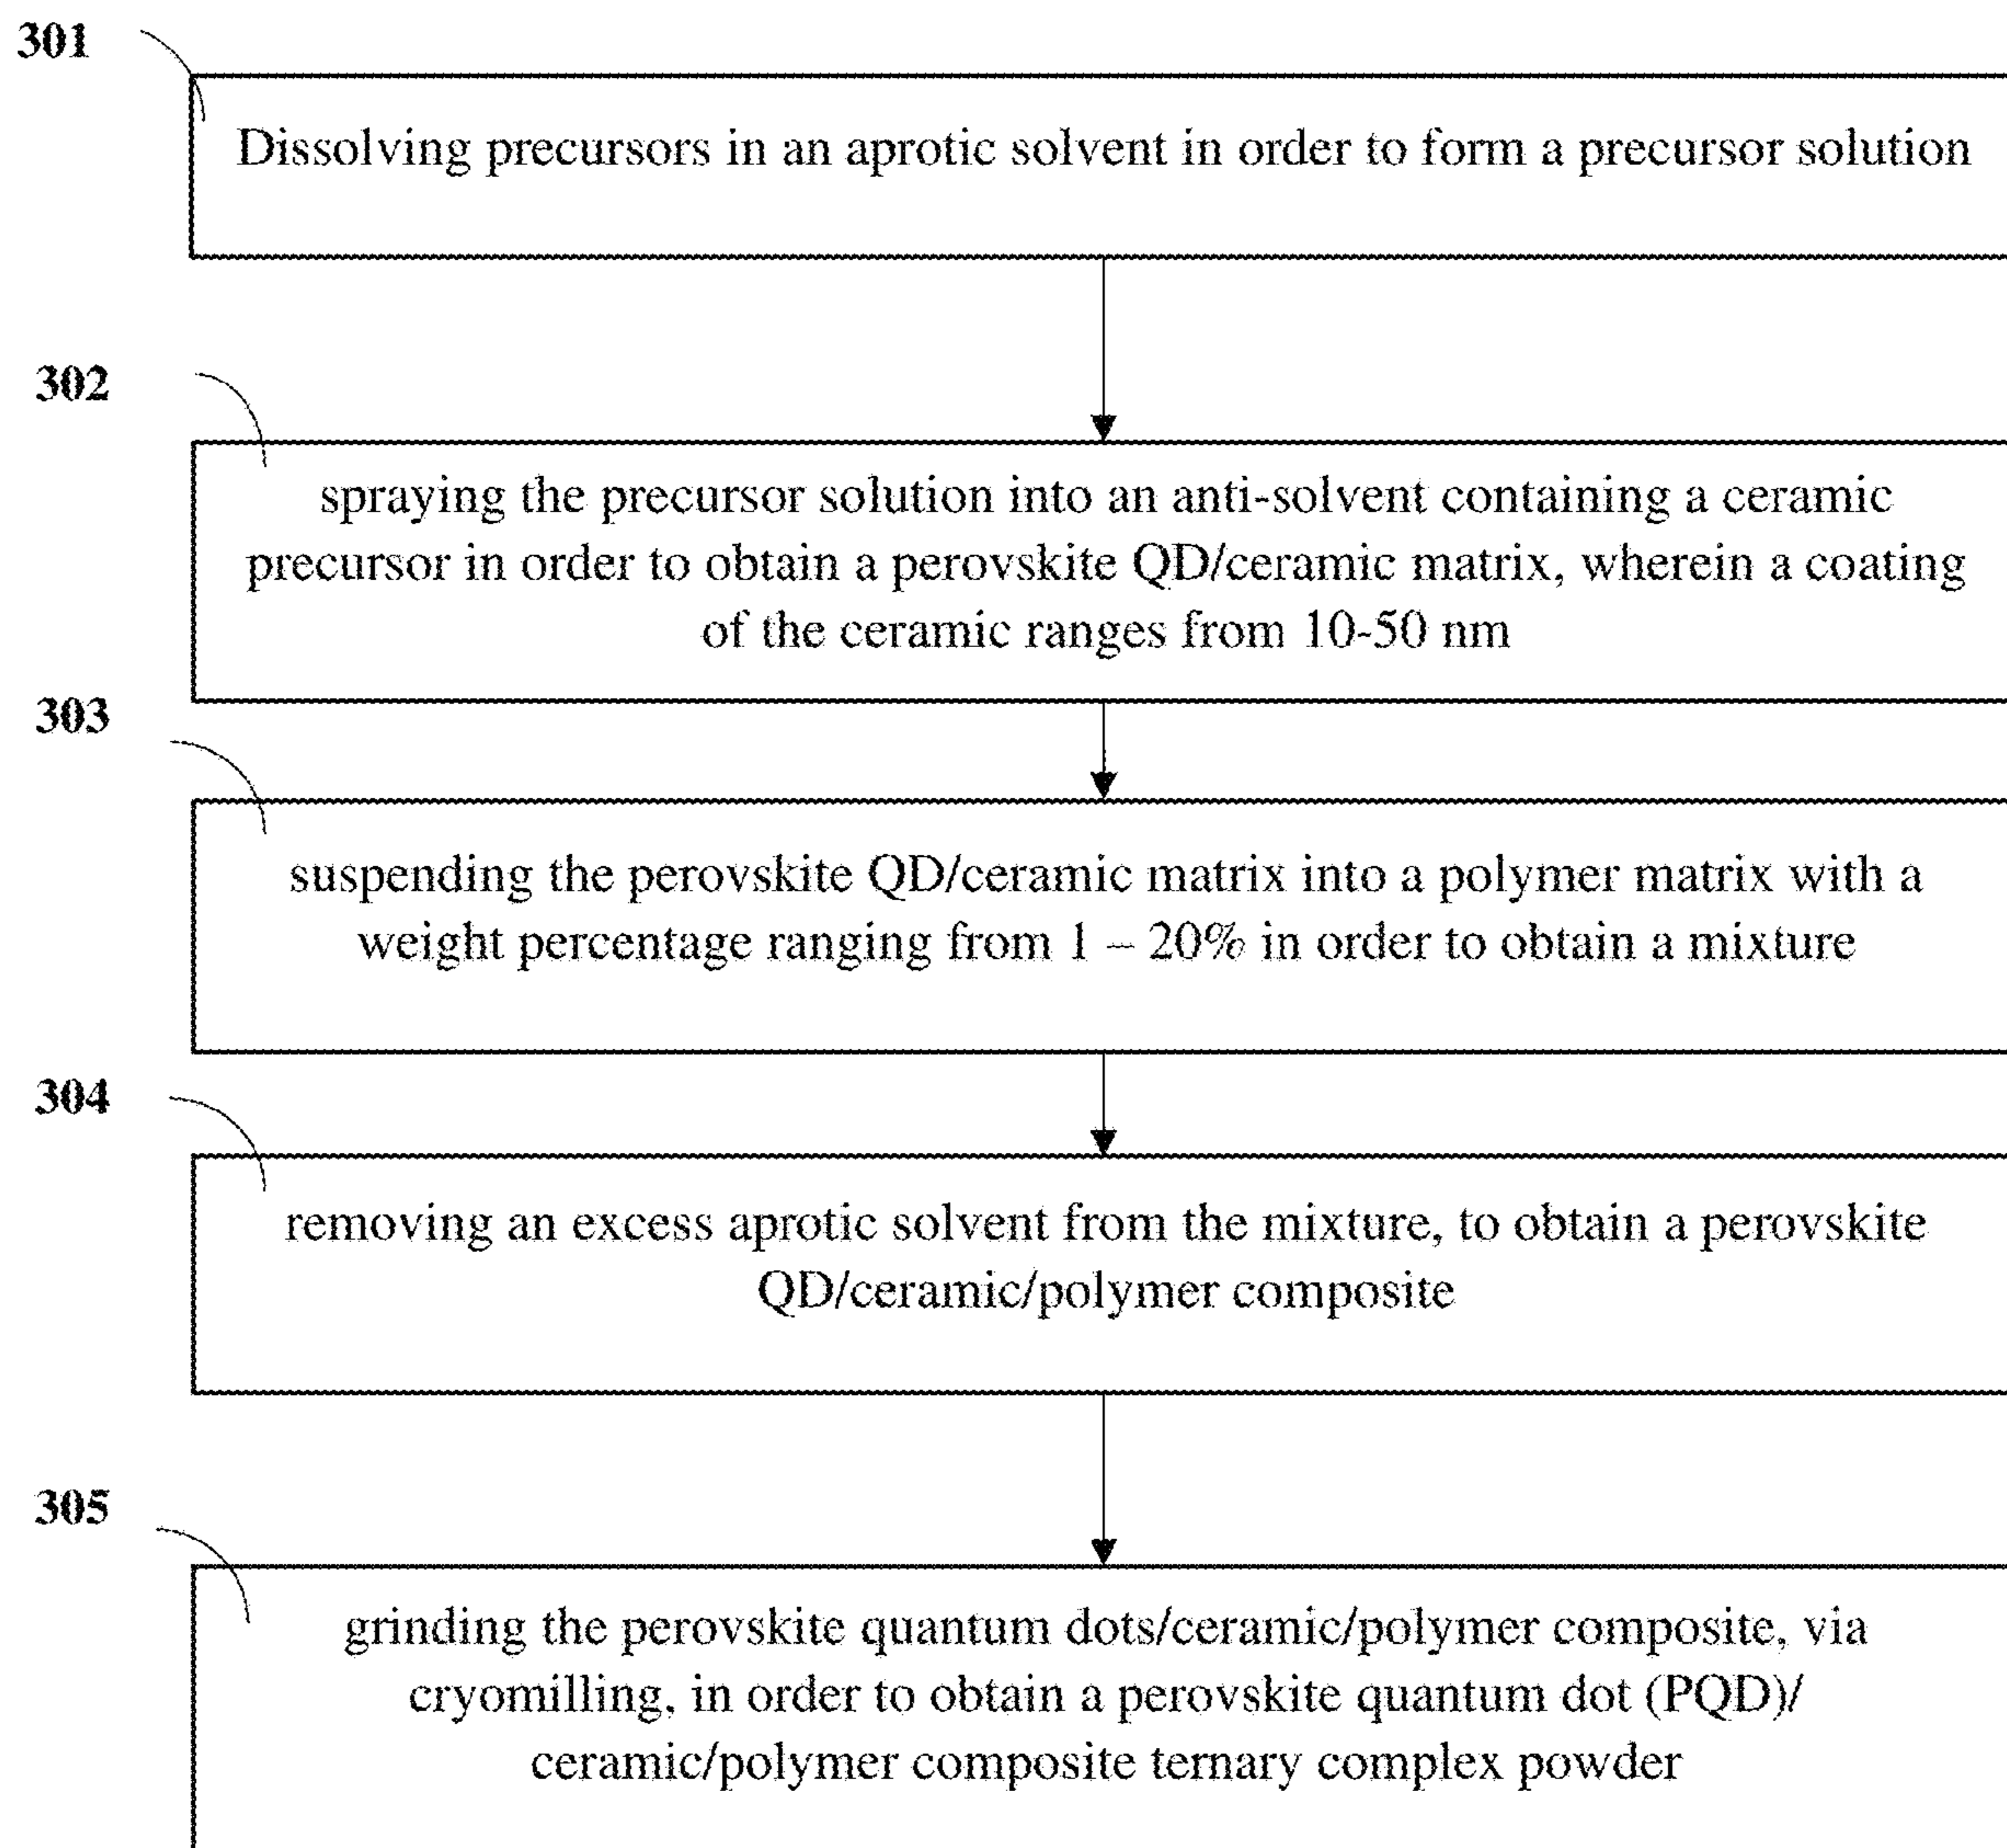 301
Dissolving precursors in an aprotic solvent in order to form a precursor solution
302
spraying the precursor solution into an anti-solvent containing a ceramic
precursor in order to obtain a perovskite QD/ceramic matrix, wherein a coating
of the ceramic ranges from 10-50 nm
303
suspending the perovskite QD/ceramic matrix into a polymer matrix with a
weight percentage ranging from 1 – 20% in order to obtain a mixture
304
removing an excess aprotic solvent from the mixture, to obtain a perovskite
QD/ceramic/polymer composite
305
grinding the perovskite quantum dots/ceramic/polymer composite, via
cryomilling, in order to obtain a perovskite quantum dot (PQD)/
ceramic/polymer composite ternary complex powder